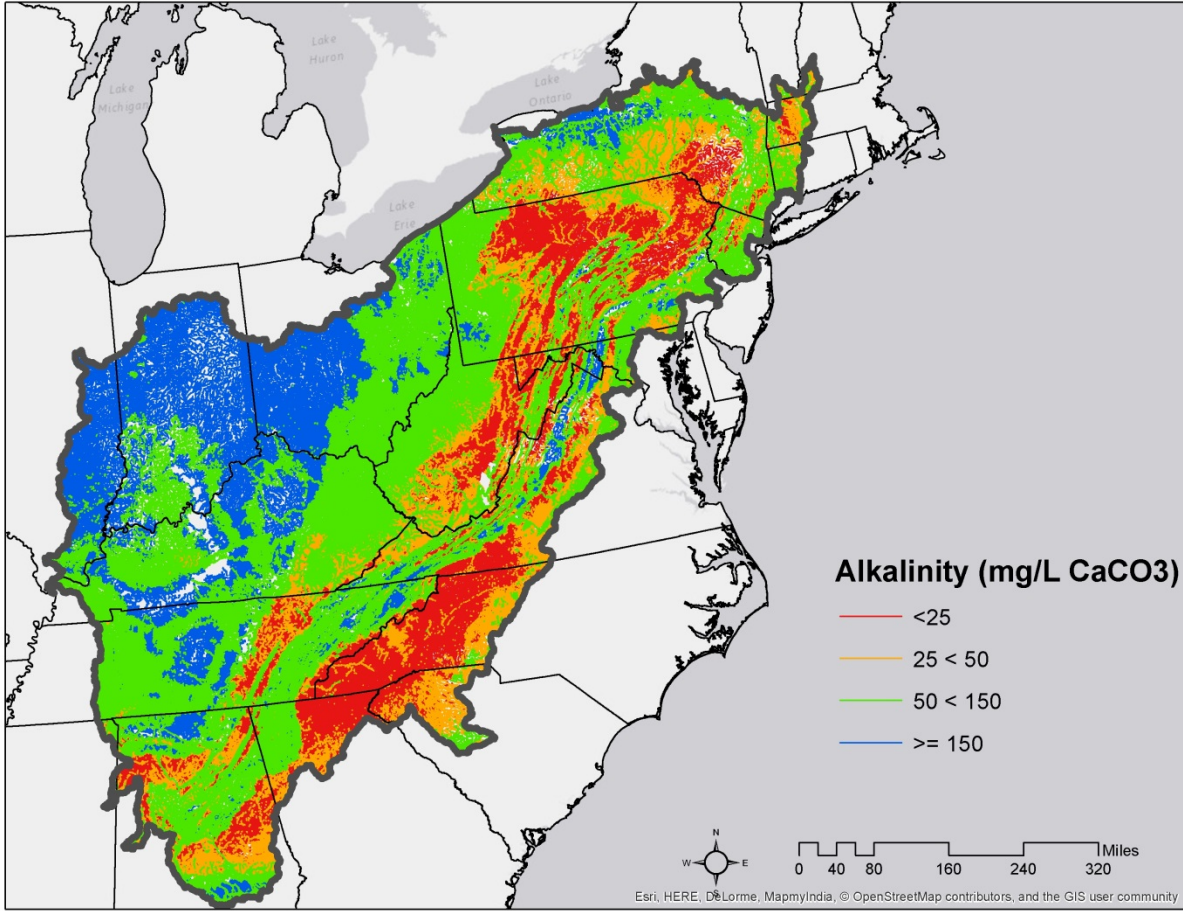 Lake
Huron
Lake
Michigan
Lake
Ontario
Lake
Erie
Alkalinity (mg/L CaCO3)
<25
25 < 50
50 < 150
>= 150
N
W
E
S
0 40 80 160 240 320
Miles
Esri, HERE, DeLorme, MapmyIndia, © OpenStreetMap contributors, and the GIS user community